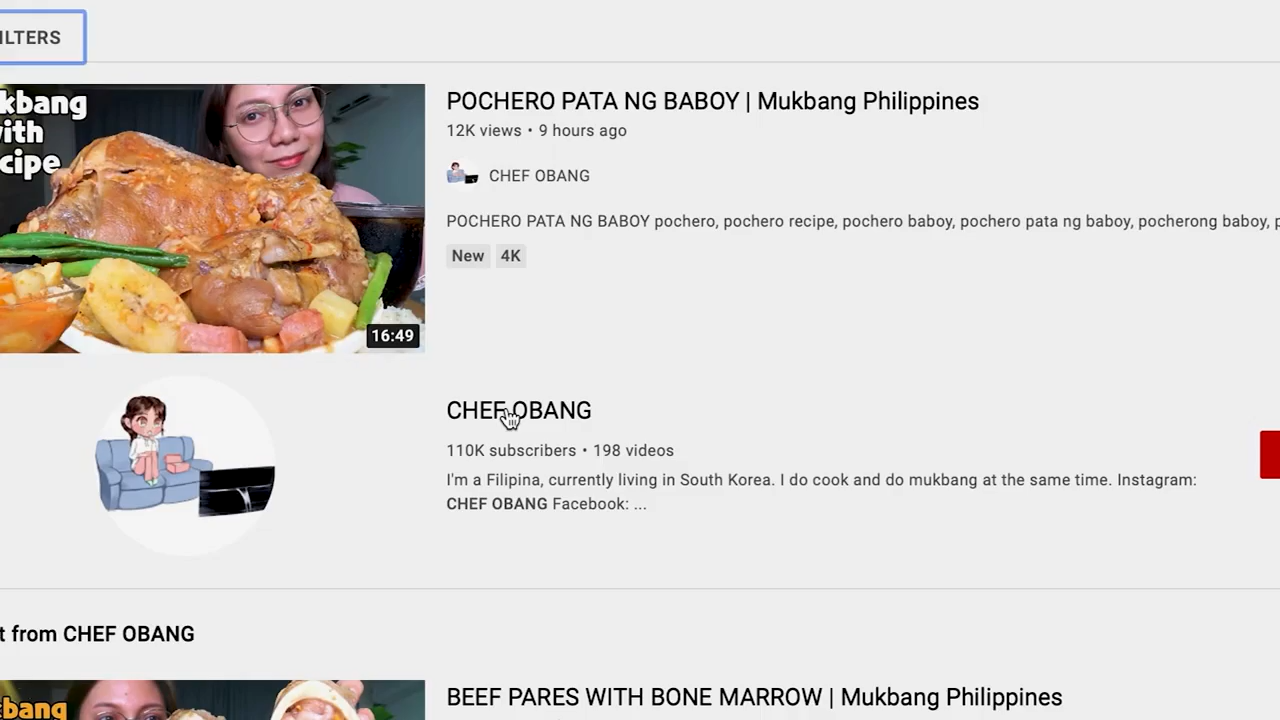 ILTERS
kbang
ith
cipe
16:49
POCHERO PATA NG BABOY | Mukbang Philippines
12K views • 9 hours ago
CHEF OBANG
POCHERO PATA NG BABOY pochero, pochero recipe, pochero baboy, pochero pata ng baboy, pocherong baboy, p
New 4K
CHEF OBANG
110K subscribers • 198 videos
I'm a Filipina, currently living in South Korea. I do cook and do mukbang at the same time. Instagram:
CHEF OBANG Facebook: ...
t from CHEF OBANG
kbang
BEEF PARES WITH BONE MARROW | Mukbang Philippines